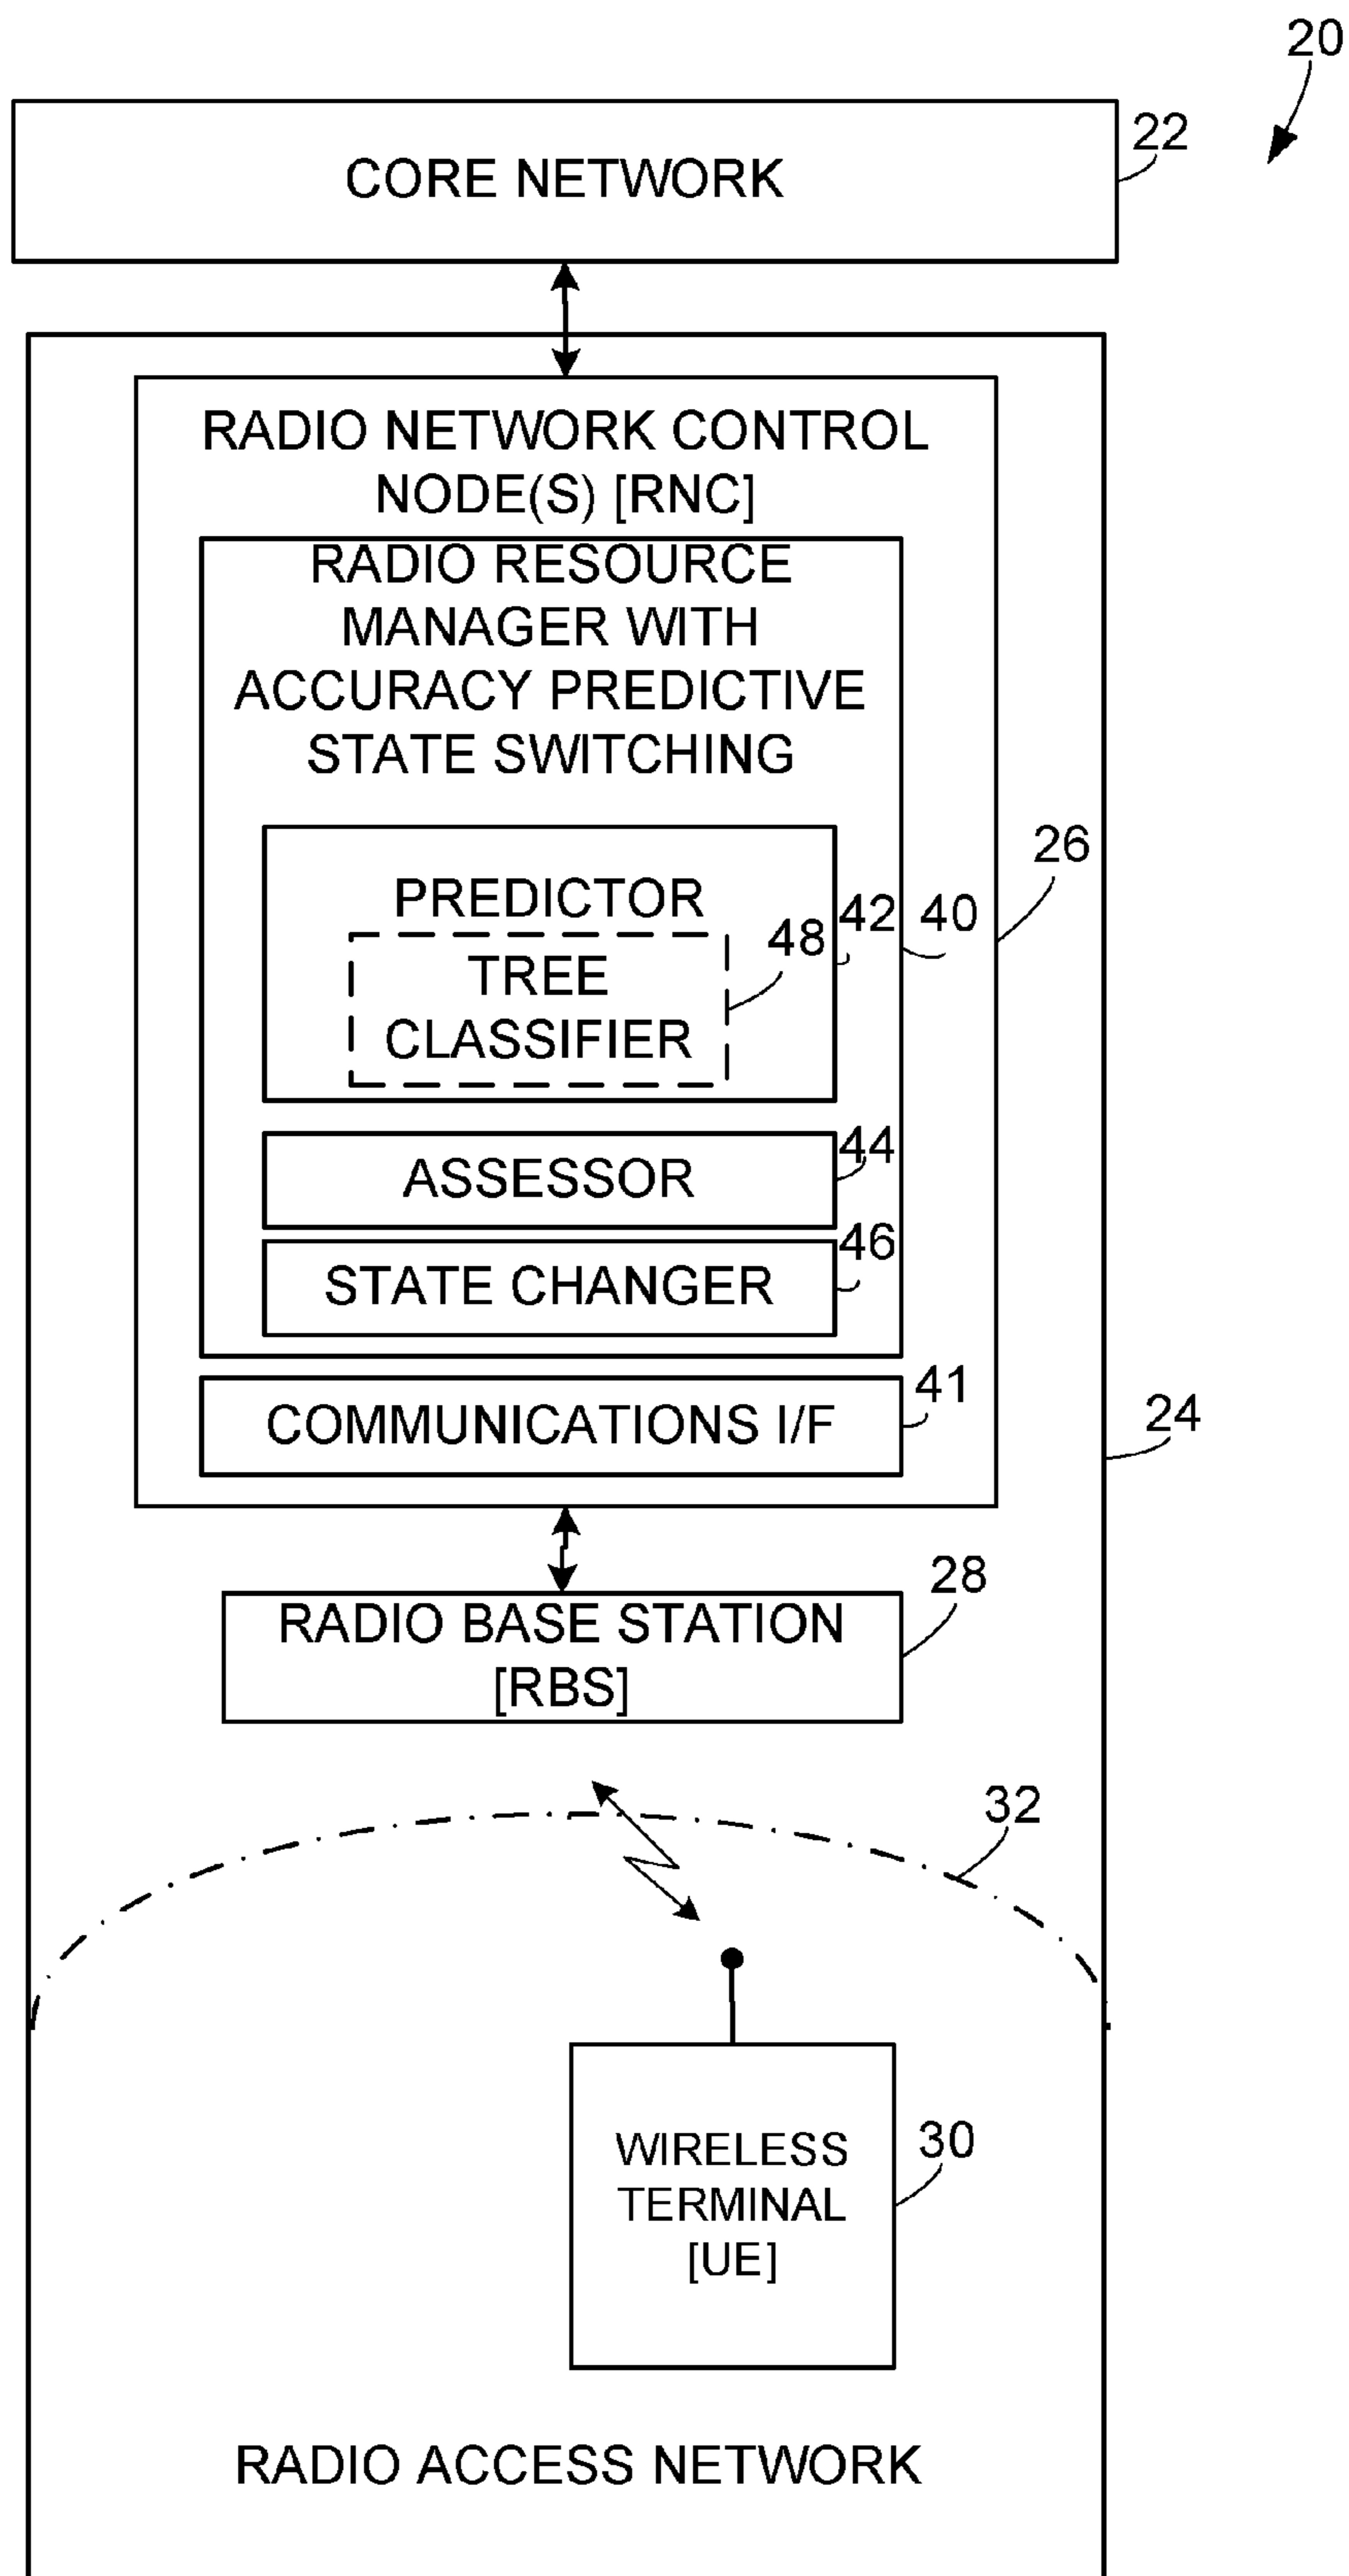 20
22
CORE NETWORK
RADIO NETWORK CONTROL
NODE(S) [RNC]
RADIO RESOURCE
MANAGER WITH
ACCURACY PREDICTIVE
STATE SWITCHING
26
PREDICTOR
42
40
48
TREE
CLASSIFIER
44
ASSESSOR
46
STATE CHANGER
41
COMMUNICATIONS I/F
24
28
RADIO BASE STATION
[RBS]
32
30
WIRELESS
TERMINAL
[UE]
RADIO ACCESS NETWORK